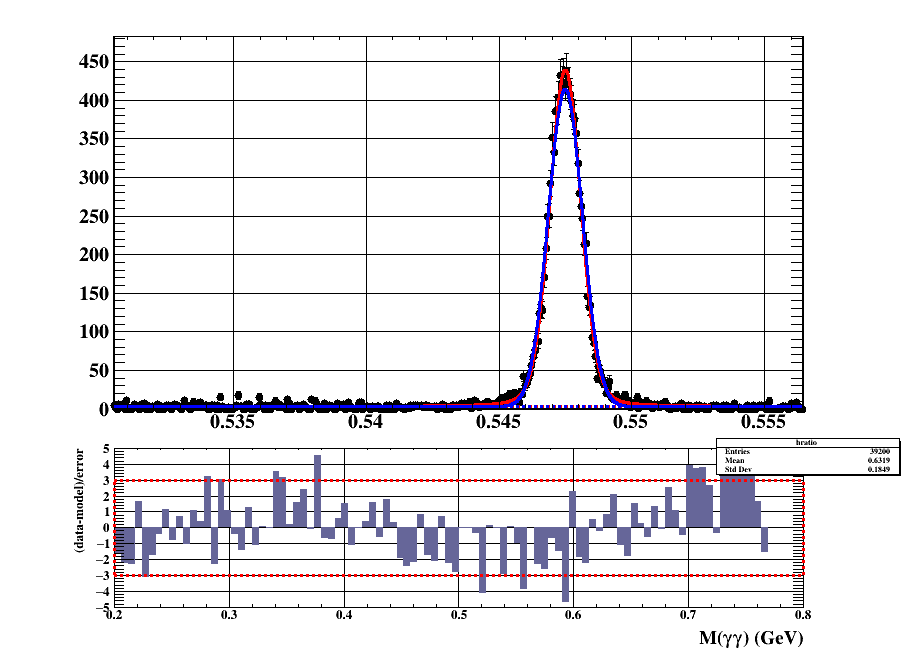 450
400
350
300
250
200
150
100
50
0
0.535 0.54 0.545 0.55 0.555
hratio
Entries 39200
Mean 0.6319
Std Dev 0.1849
(data-model)/error
5
4
3
2
1
0
−1
−2
−3
−4
−5
0.2 0.3 0.4 0.5 0.6 0.7 0.8
M(γγ) (GeV)